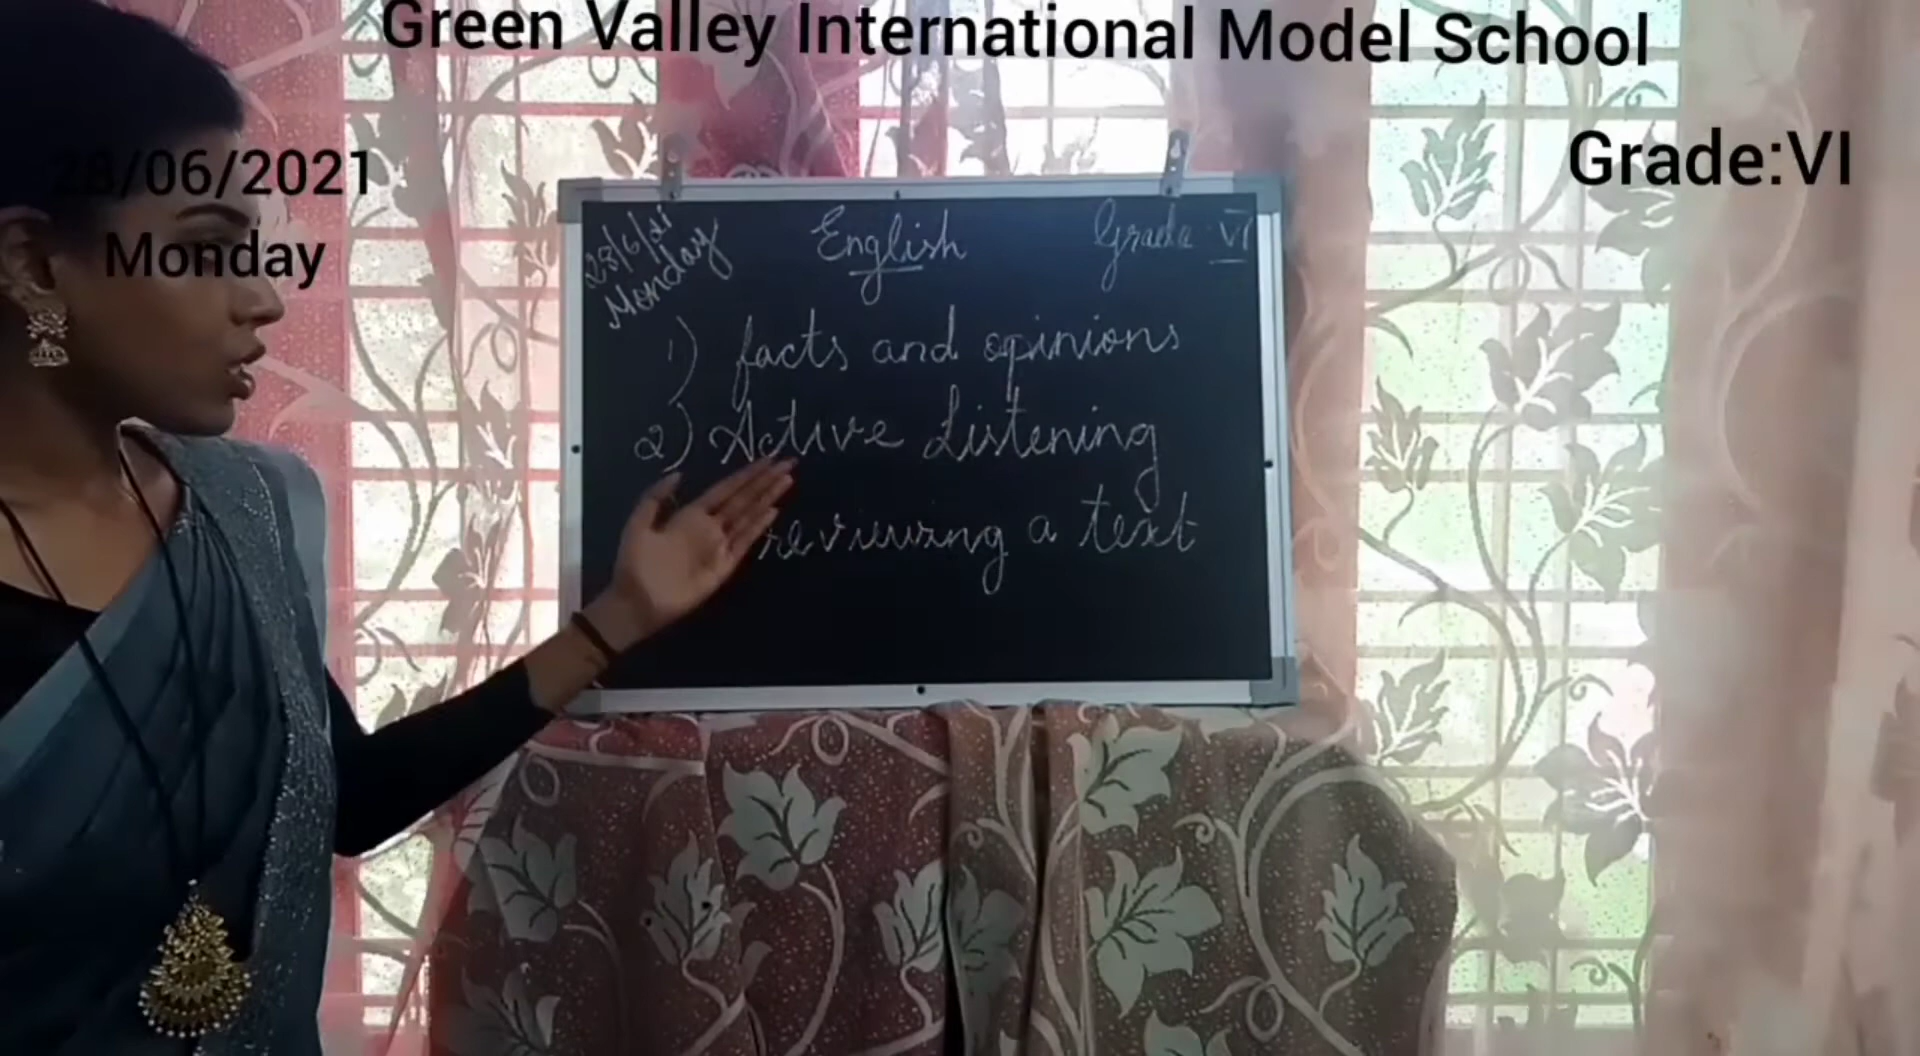 Green Valley International Model School
28/06/2021
Monday
Grade:VI
28/6/21
Monday
English
Grade VI
1) facts and opinions
2) Active Listening
reviewing a text